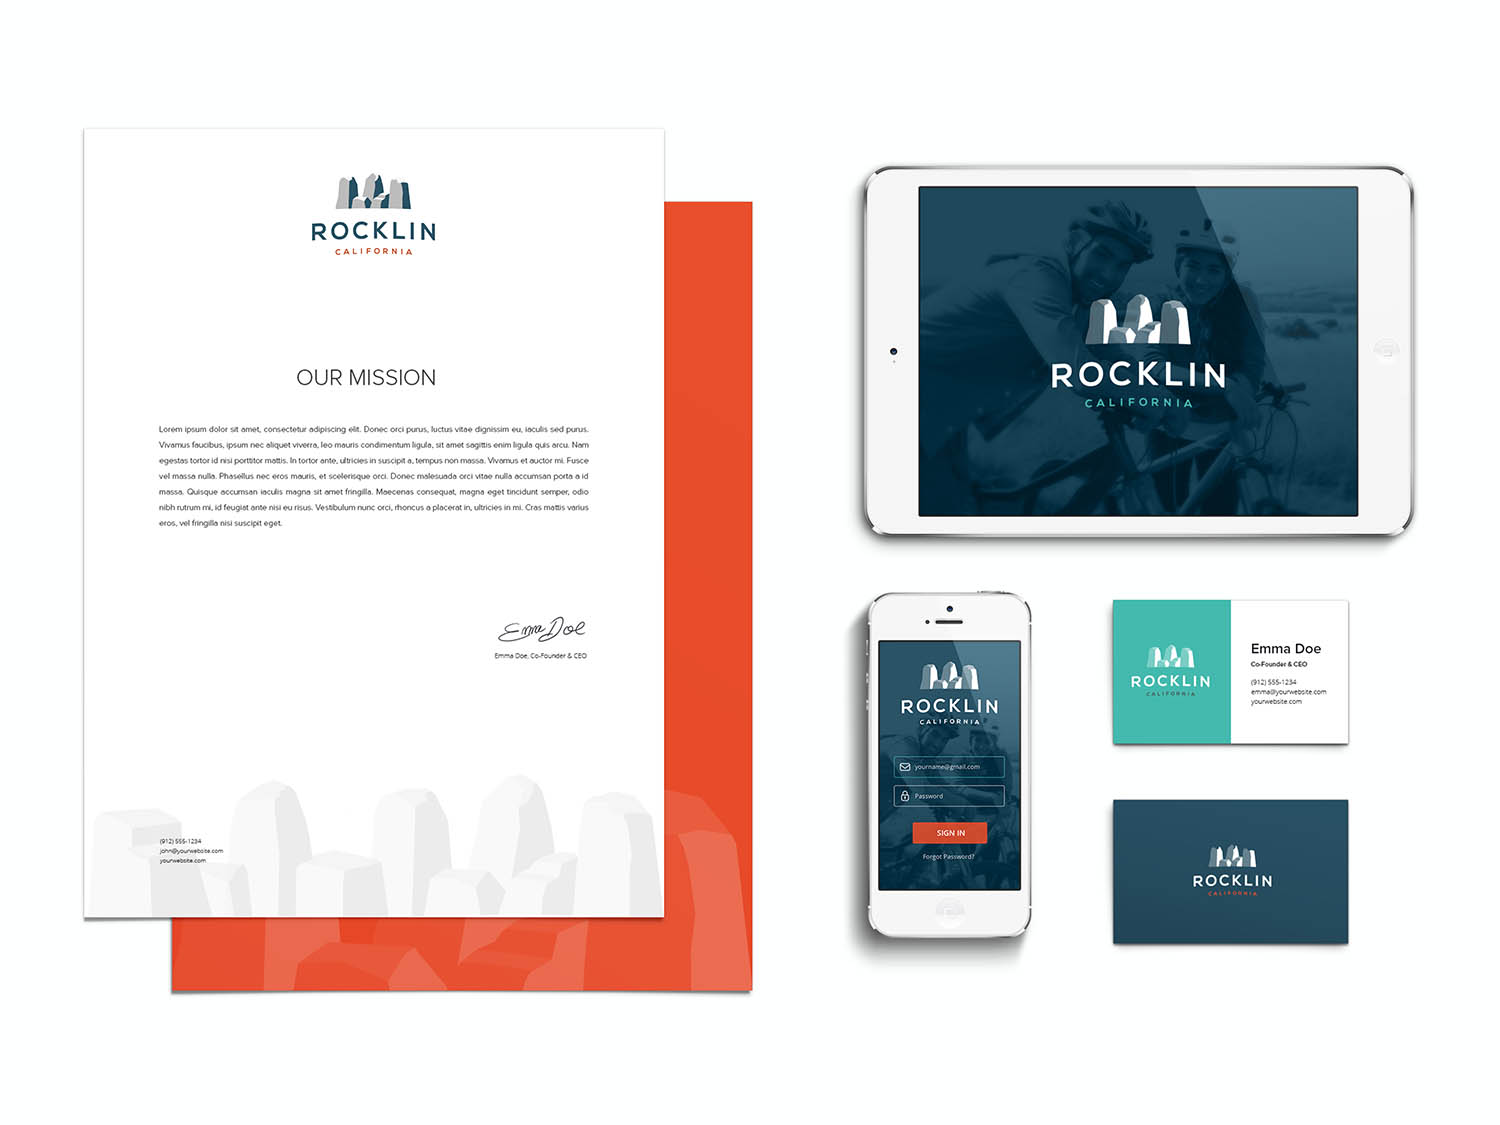 ROCKLIN
CALIFORNIA
OUR MISSION
Lorem ipsum dolor sit amet, consectetur adipiscing elit. Donec orci purus, luctus vitae dignissim eu, iaculis sed purus.
Vivamus faucibus, ipsum nec aliquet viverra, leo mauris condimentum ligula, sit amet sagittis enim ligula quis arcu. Nam
egestas tortor id nisi porttitor mattis. In tortor ante, ultricies in suscipit a, tempus non massa. Vivamus et auctor mi. Fusce
vel massa nulla. Phasellus nec eros mauris, et scelerisque orci. Donec malesuada orci vitae nulla accumsan porta a id
massa. Quisque accumsan iaculis magna sit amet fringilla. Maecenas consequat, magna eget tincidunt semper, odio
nibh rutrum mi, id feugiat ante nisi eu risus. Vestibulum nunc orci, rhoncus a placerat in, ultricies in mi. Cras mattis varius
eros, vel fringilla nisi suscipit eget.
Emma Doe
Emma Doe, Co-Founder & CEO
(912) 555-1234
john@yourwebsite.com
yourwebsite.com
ROCKLIN
CALIFORNIA
ROCKLIN
CALIFORNIA
yourname@gmail.com
Password
SIGN IN
Forgot Password?
ROCKLIN
CALIFORNIA
Emma Doe
Co-Founder & CEO
(912) 555-1234
emma@yourwebsite.com
yourwebsite.com
ROCKLIN
CALIFORNIA